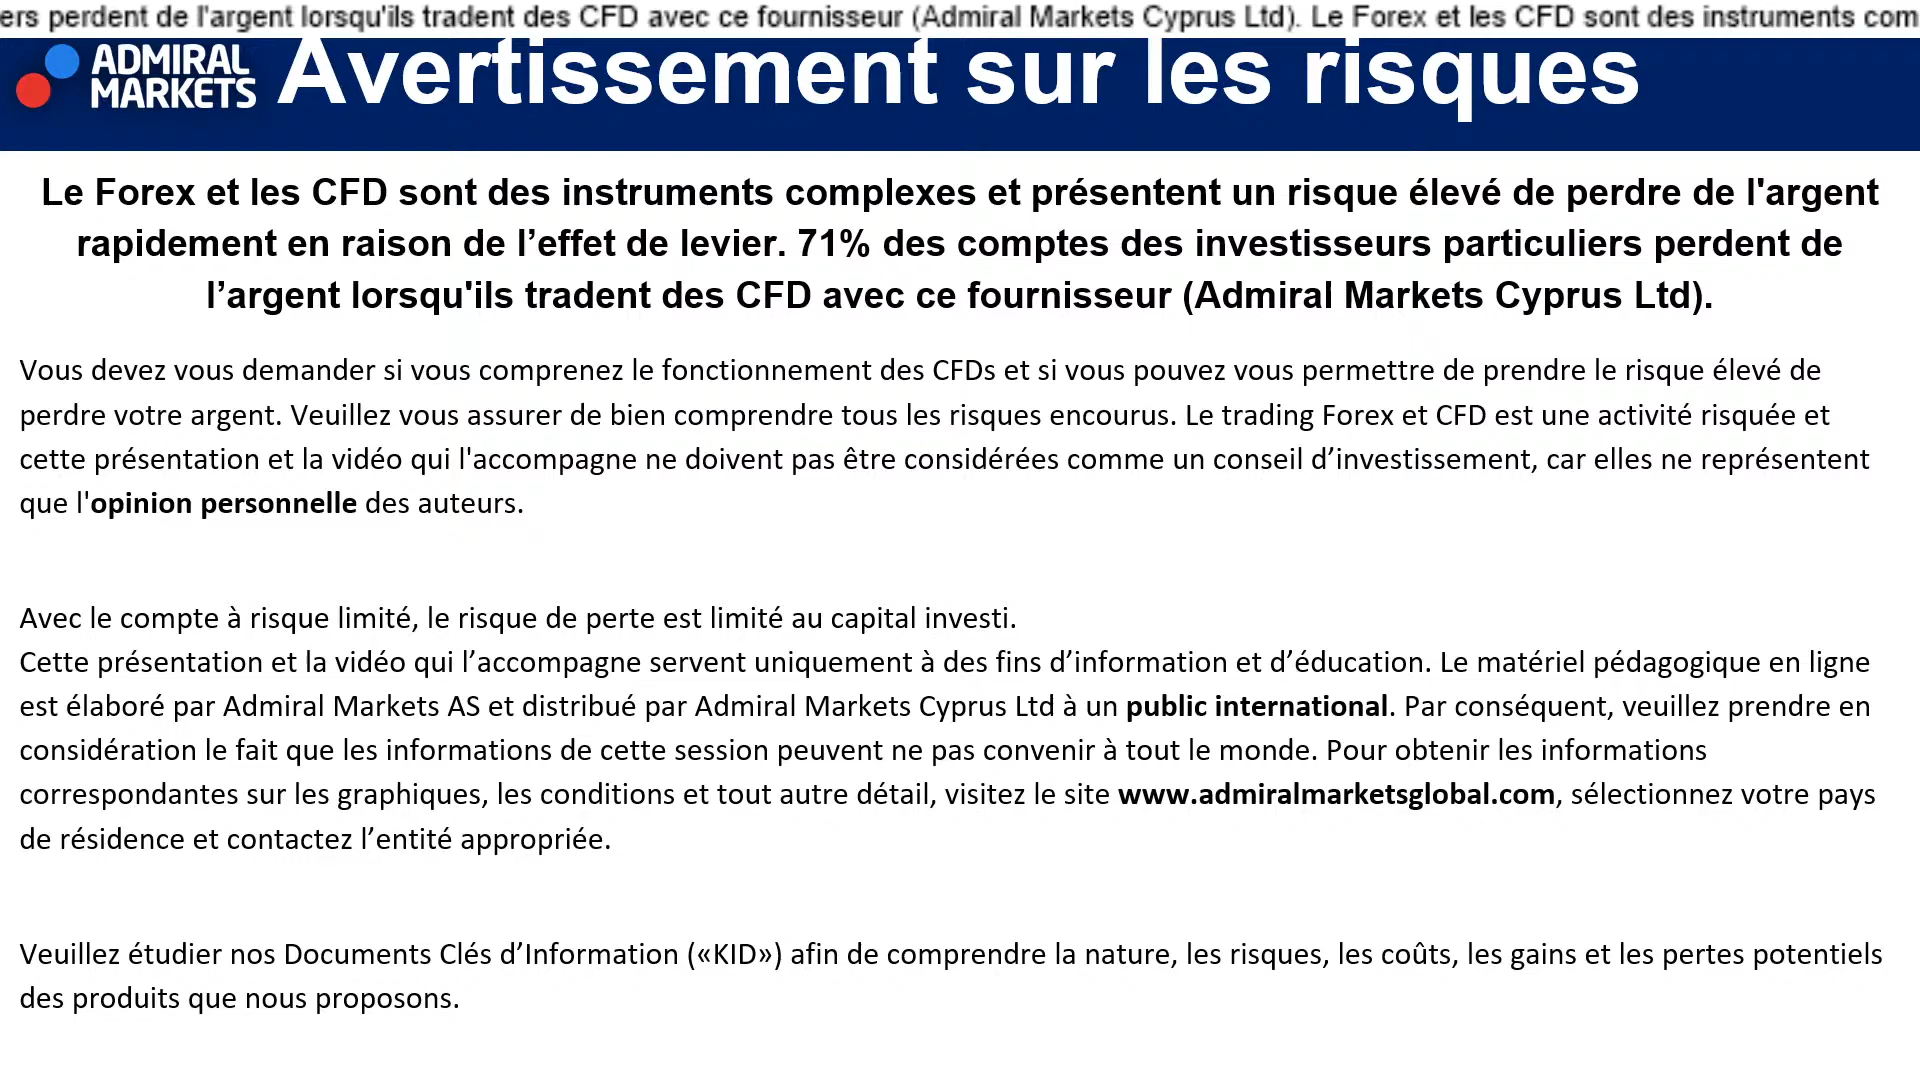 ers perdent de l'argent lorsqu'ils tradent des CFD avec ce fournisseur (Admiral Markets Cyprus Ltd). Le Forex et les CFD sont des instruments com
ADMIRAL
MARKETS
Avertissement sur les risques
Le Forex et les CFD sont des instruments complexes et présentent un risque élevé de perdre de l'argent
rapidement en raison de l’effet de levier. 71% des comptes des investisseurs particuliers perdent de
l’argent lorsqu'ils tradent des CFD avec ce fournisseur (Admiral Markets Cyprus Ltd).
Vous devez vous demander si vous comprenez le fonctionnement des CFDs et si vous pouvez vous permettre de prendre le risque élevé de
perdre votre argent. Veuillez vous assurer de bien comprendre tous les risques encourus. Le trading Forex et CFD est une activité risquée et
cette présentation et la vidéo qui l'accompagne ne doivent pas être considérées comme un conseil d’investissement, car elles ne représentent
que l'opinion personnelle des auteurs.
Avec le compte à risque limité, le risque de perte est limité au capital investi.
Cette présentation et la vidéo qui l’accompagne servent uniquement à des fins d’information et d’éducation. Le matériel pédagogique en ligne
est élaboré par Admiral Markets AS et distribué par Admiral Markets Cyprus Ltd à un public international. Par conséquent, veuillez prendre en
considération le fait que les informations de cette session peuvent ne pas convenir à tout le monde. Pour obtenir les informations
correspondantes sur les graphiques, les conditions et tout autre détail, visitez le site www.admiralmarketsglobal.com, sélectionnez votre pays
de résidence et contactez l’entité appropriée.
Veuillez étudier nos Documents Clés d’Information («KID») afin de comprendre la nature, les risques, les coûts, les gains et les pertes potentiels
des produits que nous proposons.